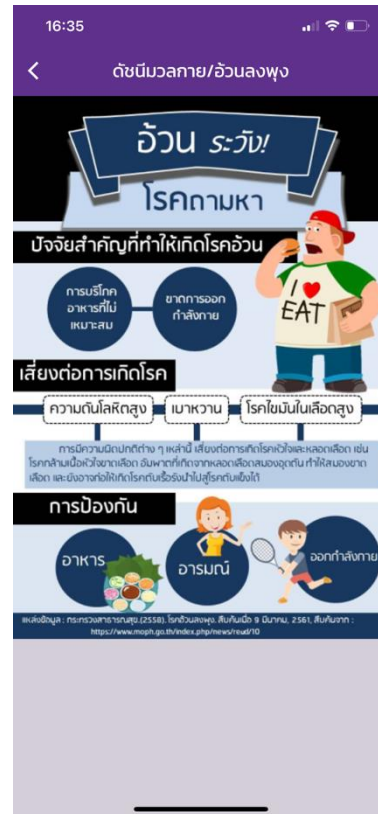 16:35
ดัชนีมวลกาย/อ้วนลงพุง
อ้วน ระวัง!
โรคถามหา
ปัจจัยสำคัญที่ทำให้เกิดโรคอ้วน
การบริโภค
อาหารที่ไม่
เหมาะสม
ขาดการออก
กำลังกาย
I ♥
EAT
เสี่ยงต่อการเกิดโรค
ความดันโลหิตสูง
เบาหวาน
โรคไขมันในเลือดสูง
การมีความผิดปกติต่าง ๆ เหล่านี้ เสี่ยงต่อการเกิดโรคหัวใจและหลอดเลือด เช่น
โรคกล้ามเนื้อหัวใจขาดเลือด อัมพาตที่เกิดจากหลอดเลือดสมองอุดตัน ทำให้สมองขาด
เลือด และยังอาจก่อให้เกิดโรคตับเรื้อรังนำไปสู่โรคตับแข็งได้
การป้องกัน
อาหาร
อารมณ์
ออกกำลังกาย
แหล่งข้อมูล : กระทรวงสาธารณสุข.(2558). โรคอ้วนลงพุง. สืบค้นเมื่อ 9 มีนาคม, 2561, สืบค้นจาก :
https://www.moph.go.th/index.php/news/read/10